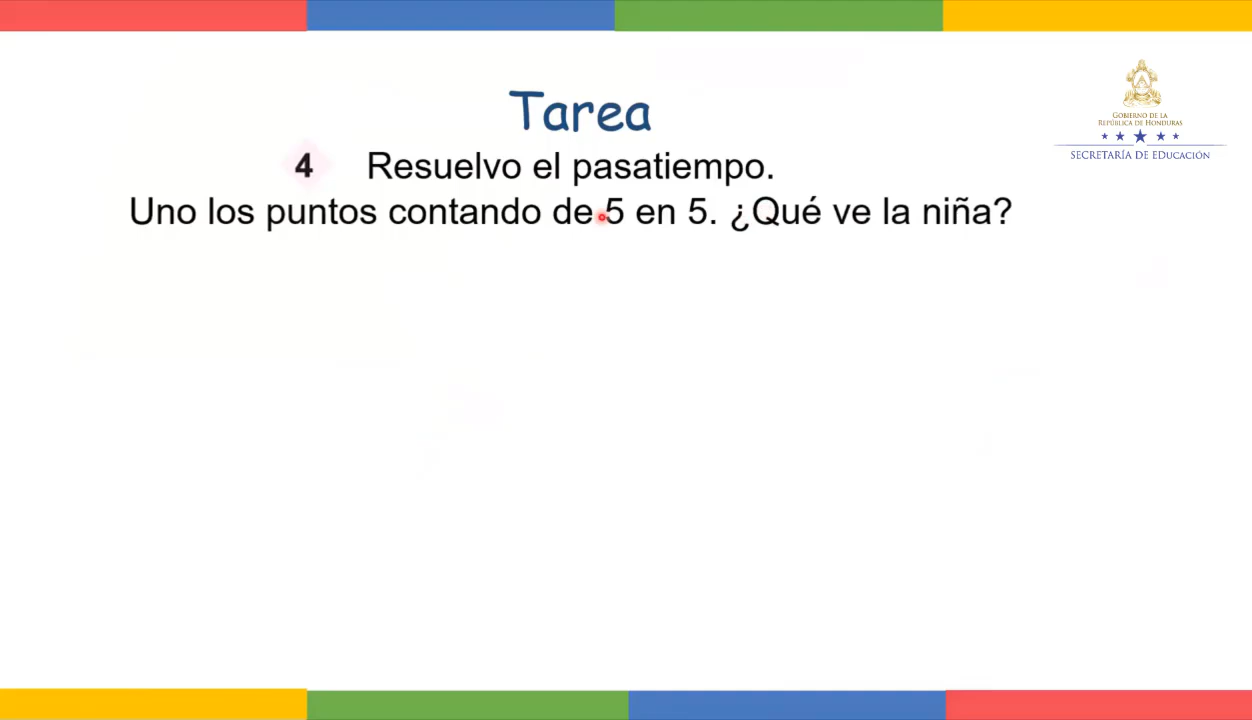 Tarea
4 Resuelvo el pasatiempo.
Uno los puntos contando de 5 en 5. ¿Qué ve la niña?
GOBIERNO DE LA
REPÚBLICA DE HONDURAS
SECRETARÍA DE EDUCACIÓN